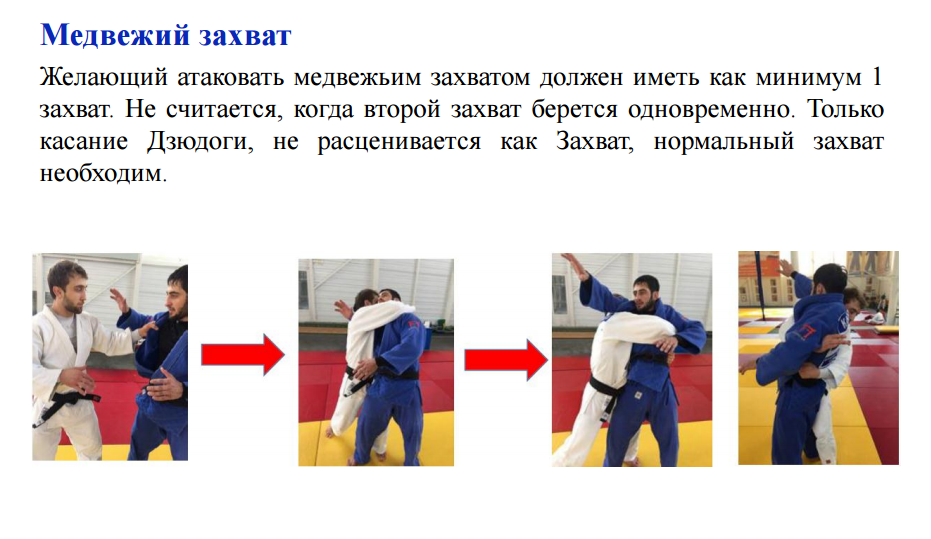 Медвежий захват
Желающий атаковать медвежьим захватом должен иметь как минимум 1
захват. Не считается, когда второй захват берется одновременно. Только
касание Дзюдоги, не расценивается как Захват, нормальный захват
необходим.